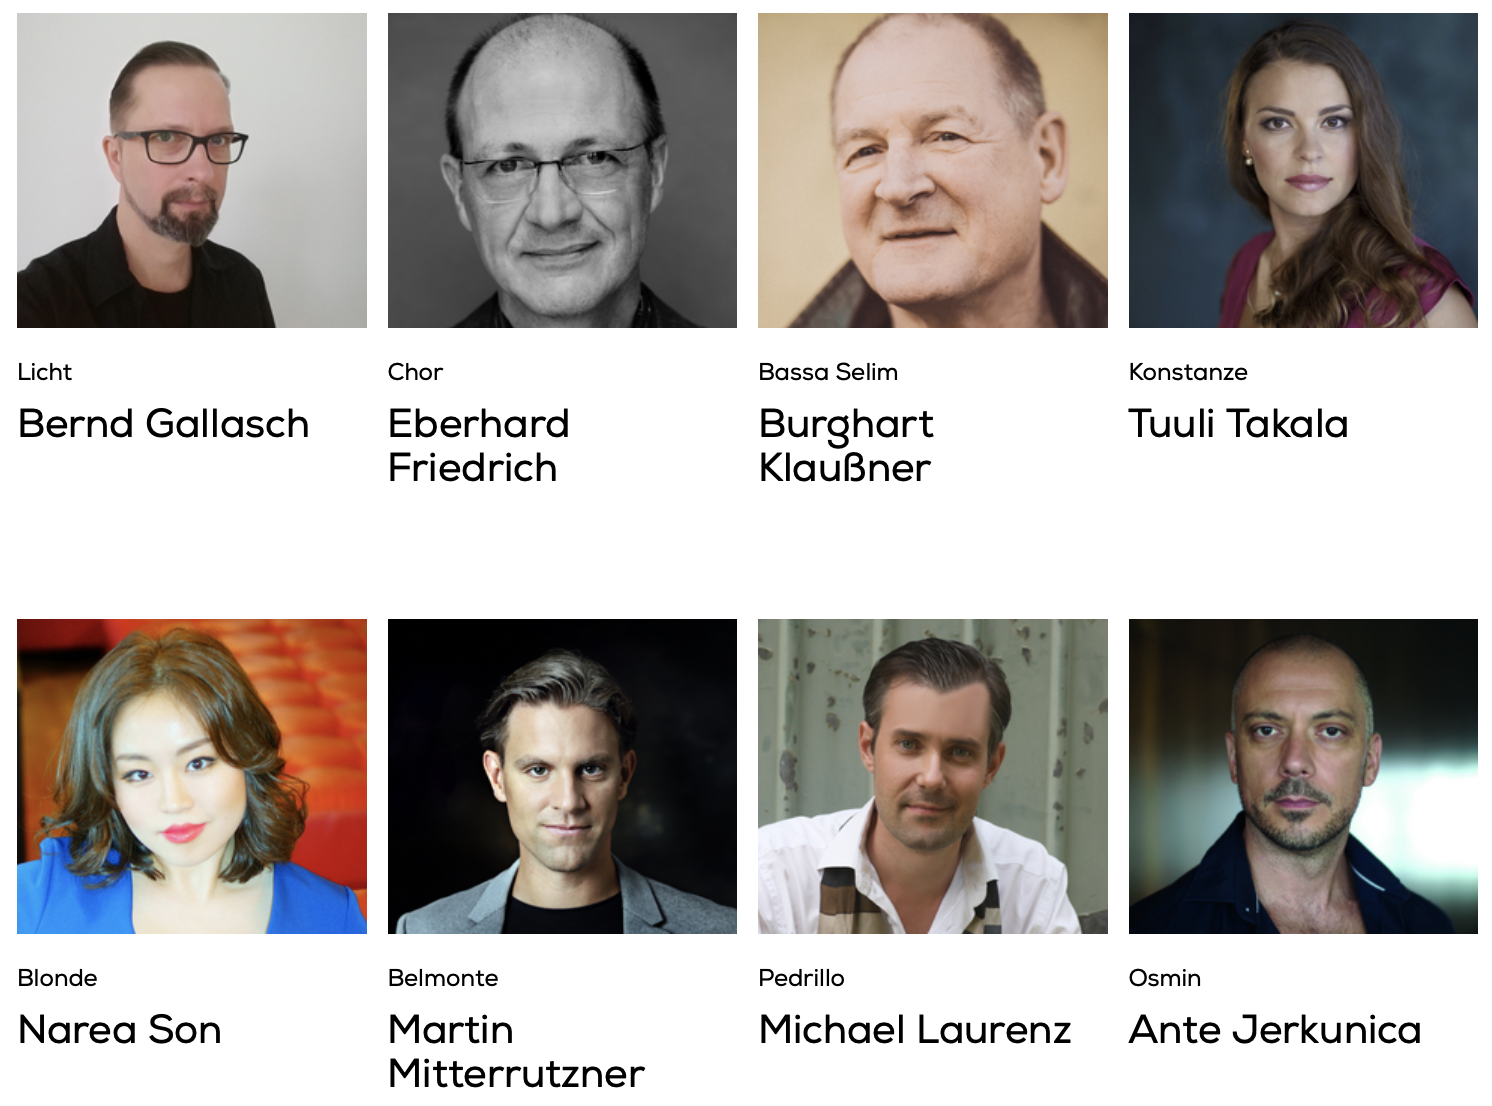 Licht
Bernd Gallasch
Chor
Eberhard
Friedrich
Bassa Selim
Burghart
Klaußner
Konstanze
Tuuli Takala
Blonde
Narea Son
Belmonte
Martin
Mitterrutzner
Pedrillo
Michael Laurenz
Osmin
Ante Jerkunica